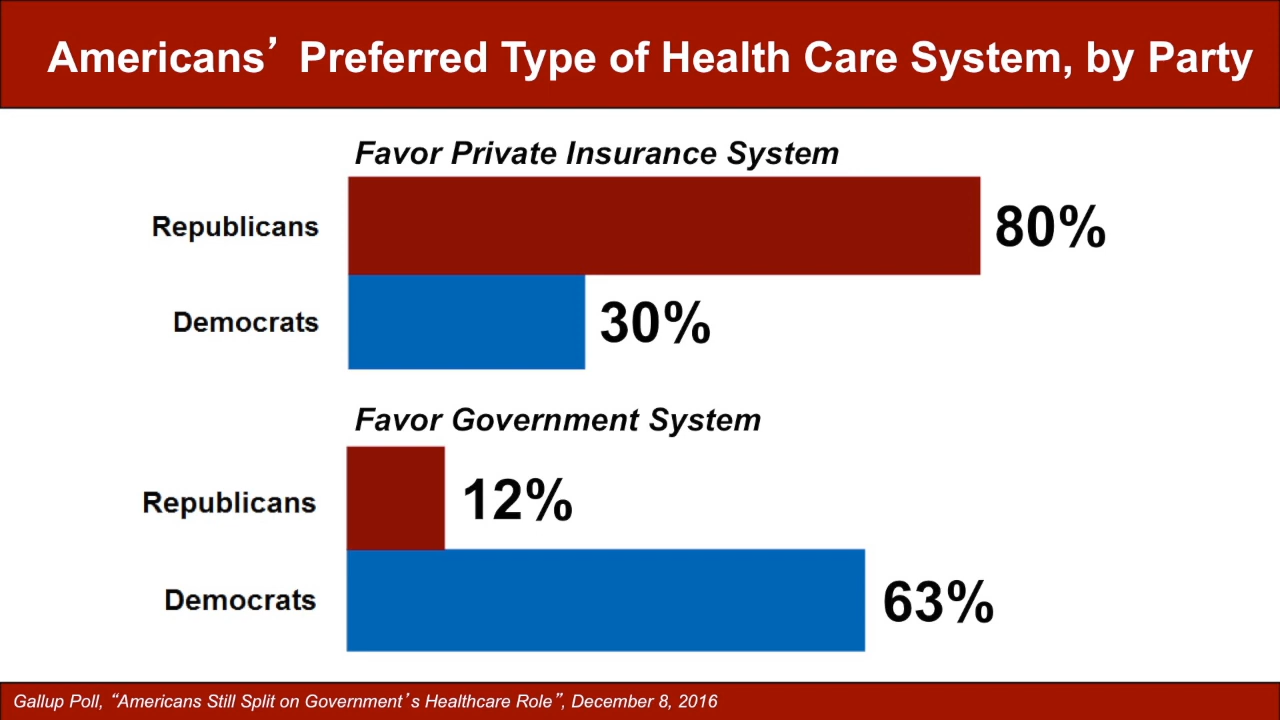 Americans’ Preferred Type of Health Care System, by Party
Favor Private Insurance System
Republicans
80%
Democrats
30%
Favor Government System
Republicans
12%
Democrats
63%
Gallup Poll, “Americans Still Split on Government’s Healthcare Role”, December 8, 2016